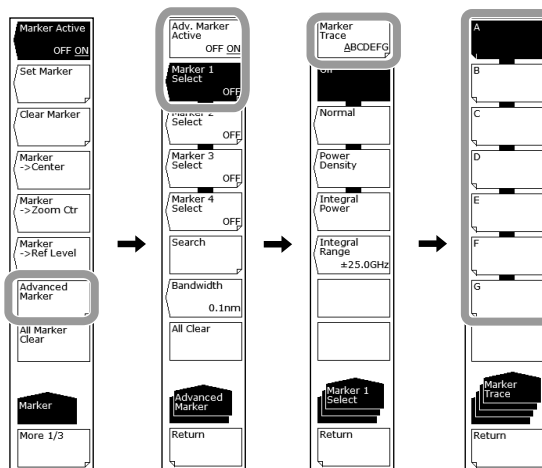 Marker Active
OFF ON
Set Marker
Clear Marker
Marker
->Center
Marker
->Zoom Ctr
Marker
->Ref Level
Advanced
Marker
All Marker
Clear
Marker
More 1/3
Adv. Marker
Active
OFF ON
Marker 1
Select
OFF
Marker 2
Select
OFF
Marker 3
Select
OFF
Marker 4
Select
OFF
Search
Bandwidth
0.1nm
All Clear
Advanced
Marker
Return
Marker
Trace
ABCDEFG
Off
Normal
Power
Density
Integral
Power
Integral
Range
±25.0GHz
Marker 1
Select
Return
A
B
C
D
E
F
G
Marker
Trace
Return